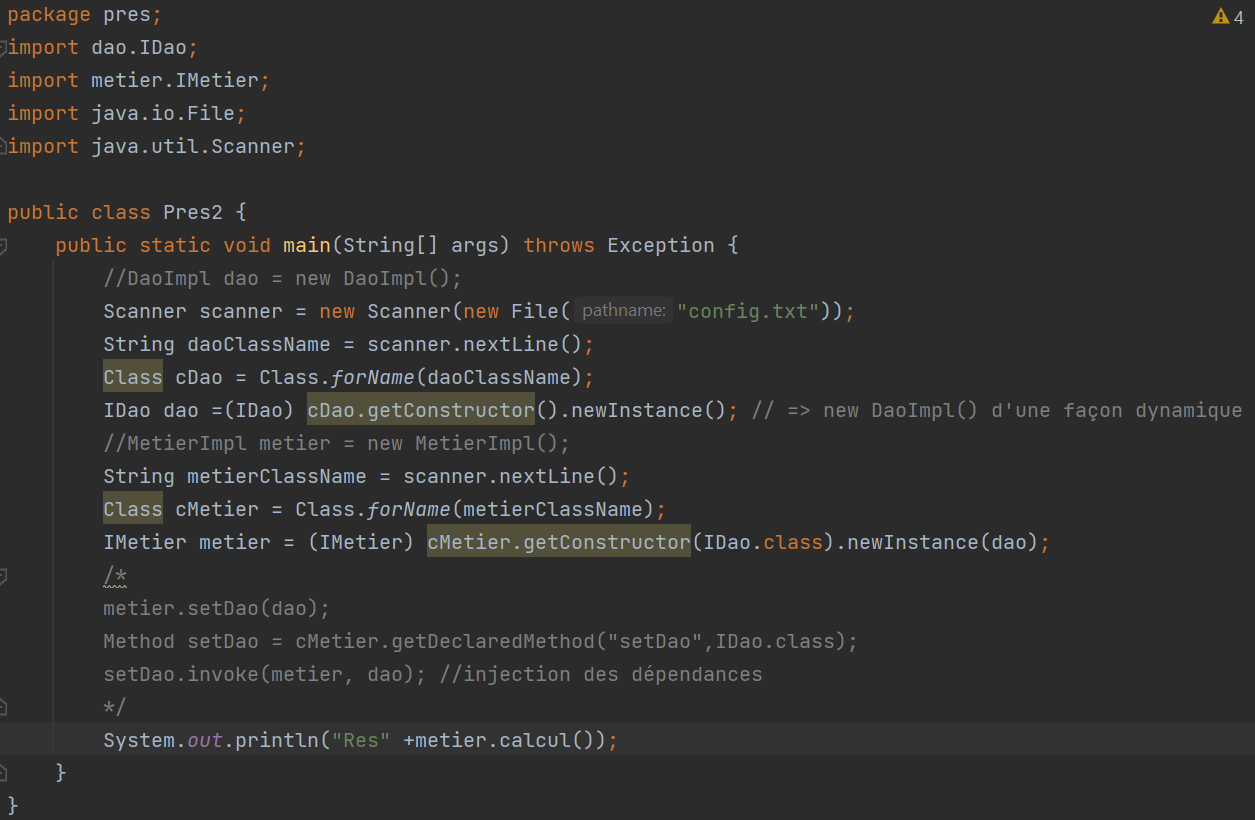 package pres;
4
import dao.IDao;
import metier.IMetier;
import java.io.File;
import java.util.Scanner;

public class Pres2 {
    public static void main(String[] args) throws Exception {
        //DaoImpl dao = new DaoImpl();
        Scanner scanner = new Scanner(new File( pathname: "config.txt"));
        String daoClassName = scanner.nextLine();
        Class cDao = Class.forName(daoClassName);
        IDao dao =(IDao) cDao.getConstructor().newInstance(); // => new DaoImpl() d'une façon dynamique
        //MetierImpl metier = new MetierImpl();
        String metierClassName = scanner.nextLine();
        Class cMetier = Class.forName(metierClassName);
        IMetier metier = (IMetier) cMetier.getConstructor(IDao.class).newInstance(dao);
        /*
        metier.setDao(dao);
        Method setDao = cMetier.getDeclaredMethod("setDao",IDao.class);
        setDao.invoke(metier, dao); //injection des dépendances
        */
        System.out.println("Res" +metier.calcul());
    }
}